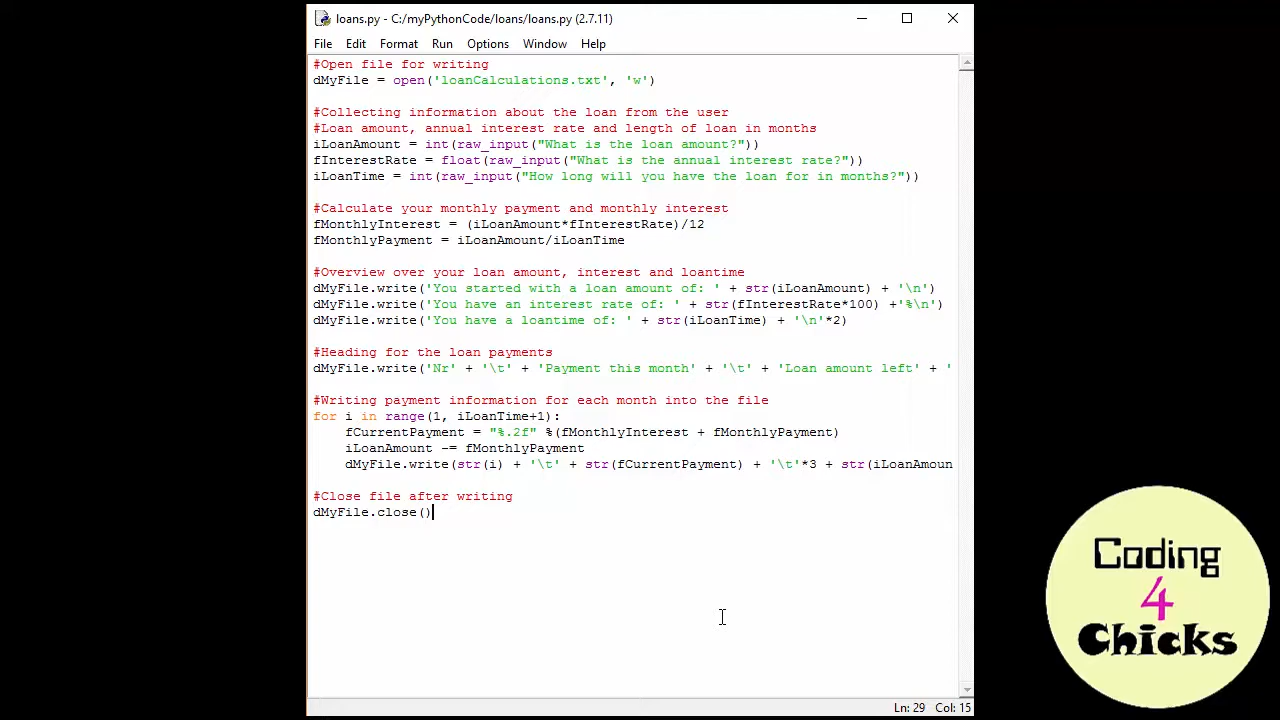 loans.py - C:/myPythonCode/loans/loans.py (2.7.11)
File Edit Format Run Options Window Help
#Open file for writing
dMyFile = open('loanCalculations.txt', 'w')
#Collecting information about the loan from the user
#Loan amount, annual interest rate and length of loan in months
iLoanAmount = int(raw_input("What is the loan amount?"))
fInterestRate = float(raw_input("What is the annual interest rate?"))
iLoanTime = int(raw_input("How long will you have the loan for in months?"))
#Calculate your monthly payment and monthly interest
fMonthlyInterest = (iLoanAmount*fInterestRate)/12
fMonthlyPayment = iLoanAmount/iLoanTime
#Overview over your loan amount, interest and loantime
dMyFile.write('You started with a loan amount of: ' + str(iLoanAmount) + '\n')
dMyFile.write('You have an interest rate of: ' + str(fInterestRate*100) +'%\n')
dMyFile.write('You have a loantime of: ' + str(iLoanTime) + '\n'*2)
#Heading for the loan payments
dMyFile.write('Nr' + '\t' + 'Payment this month' + '\t' + 'Loan amount left' + '
#Writing payment information for each month into the file
for i in range(1, iLoanTime+1):
    fCurrentPayment = "%.2f" %(fMonthlyInterest + fMonthlyPayment)
    iLoanAmount -= fMonthlyPayment
    dMyFile.write(str(i) + '\t' + str(fCurrentPayment) + '\t'*3 + str(iLoanAmoun
#Close file after writing
dMyFile.close()
Coding
4
Chicks
Ln: 29 Col: 15